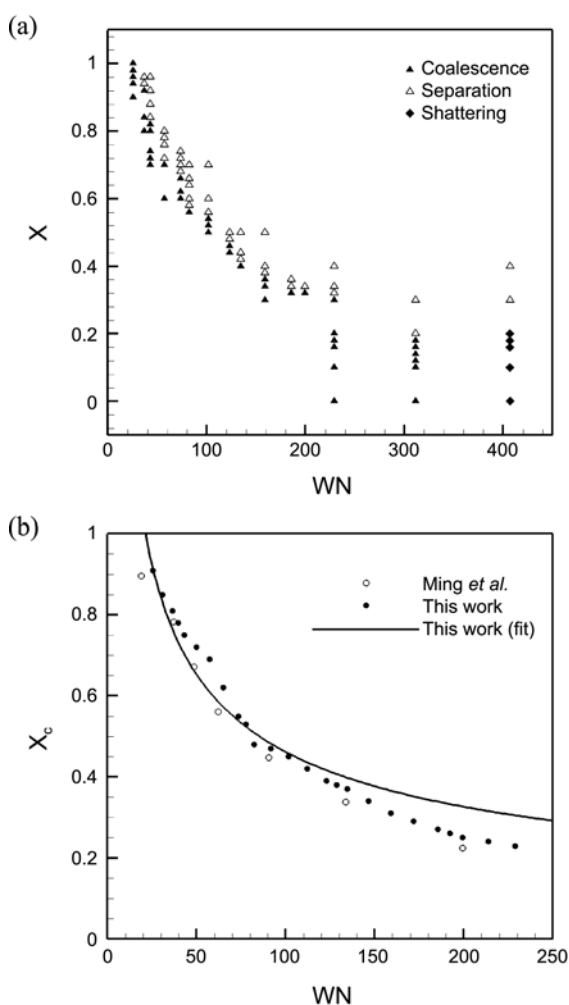 (a)
1
0.8
0.6
0.4
0.2
0
X
Coalescence
Separation
Shattering
0 100 200 300 400
WN
(b)
1
0.8
0.6
0.4
0.2
0
Xc
Ming et al.
This work
This work (fit)
0 50 100 150 200 250
WN